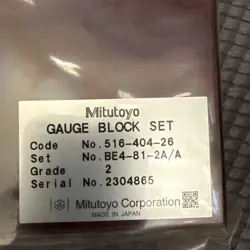 Mitutoyo
GAUGE BLOCK SET
Code No. 516-404-26
Set No. BE4-81-2A/A
Grade 2
Serial No. 2304865
Mitutoyo Corporation
MADE IN JAPAN